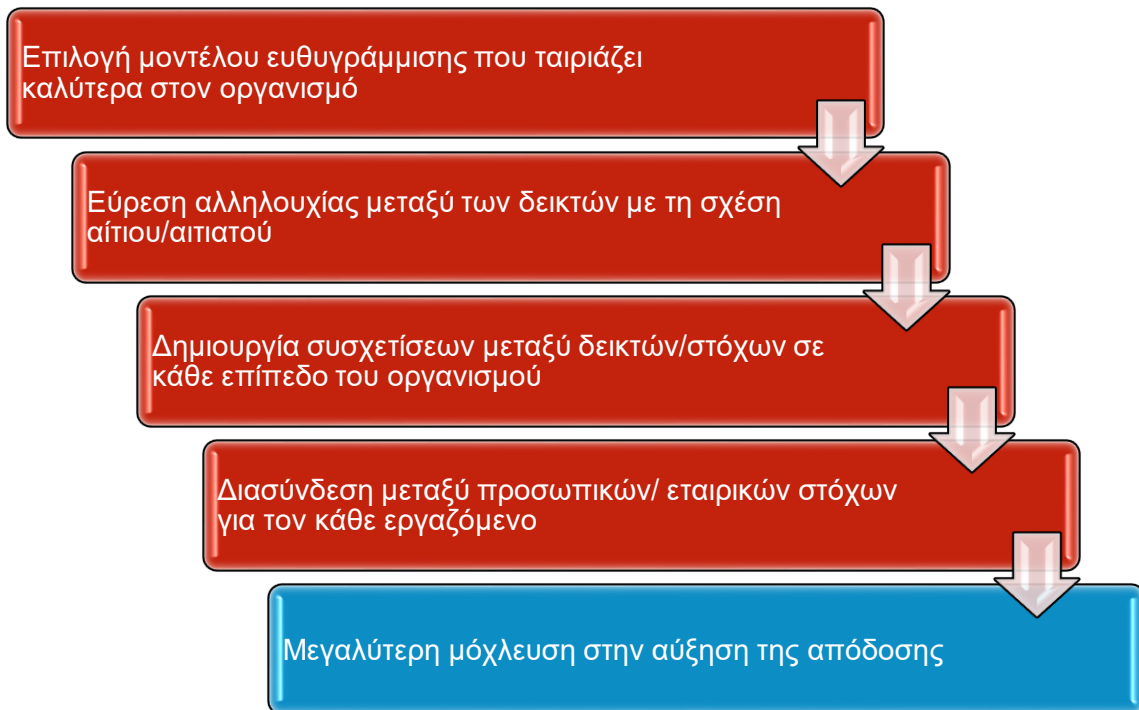 Επιλογή μοντέλου ευθυγράμμισης που ταιριάζει
καλύτερα στον οργανισμό
Εύρεση αλληλουχίας μεταξύ των δεικτών με τη σχέση
αίτιου/αιτιατού
Δημιουργία συσχετίσεων μεταξύ δεικτών/στόχων σε
κάθε επίπεδο του οργανισμού
Διασύνδεση μεταξύ προσωπικών/ εταιρικών στόχων
για τον κάθε εργαζόμενο
Μεγαλύτερη μόχλευση στην αύξηση της απόδοσης